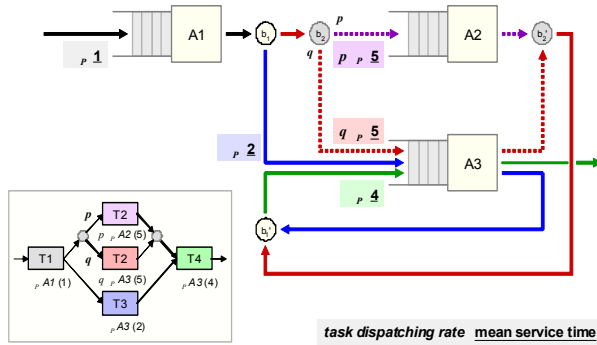 p
A1
b₁
b₂
A2
b₂'
P 1
q
p P 5
q P 5
P 2
A3
P 4
b₁'
p
T2
p P A2 (5)
T1
q
T2
T4
P A1 (1)
q P A3 (5)
P A3 (4)
T3
P A3 (2)
task dispatching rate mean service time